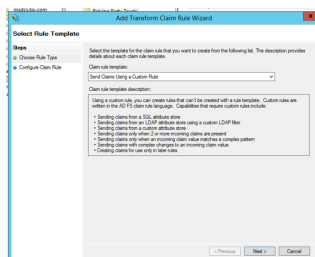 Add Transform Claim Rule Wizard
Select Rule Template
Steps
Choose Rule Type
Configure Claim Rule
Select the template for the claim rule that you want to create from the following list. The description provides
details about each claim rule template.
Claim rule template:
Send Claims Using a Custom Rule
Claim rule template description:
Using a custom rule, you can create rules that can't be created with a rule template. Custom rules are
written in the AD FS claim rule language. Capabilities that require custom rules include:
• Sending claims from a SQL attribute store
• Sending claims from an LDAP attribute store using a custom LDAP filter
• Sending claims from a custom attribute store
• Sending claims only when 2 or more incoming claims are present
• Sending claims only when an incoming claim value matches a complex pattern
• Sending claims with complex changes to an incoming claim value
• Creating claims for use only in later rules
< Previous
Next >
Cancel